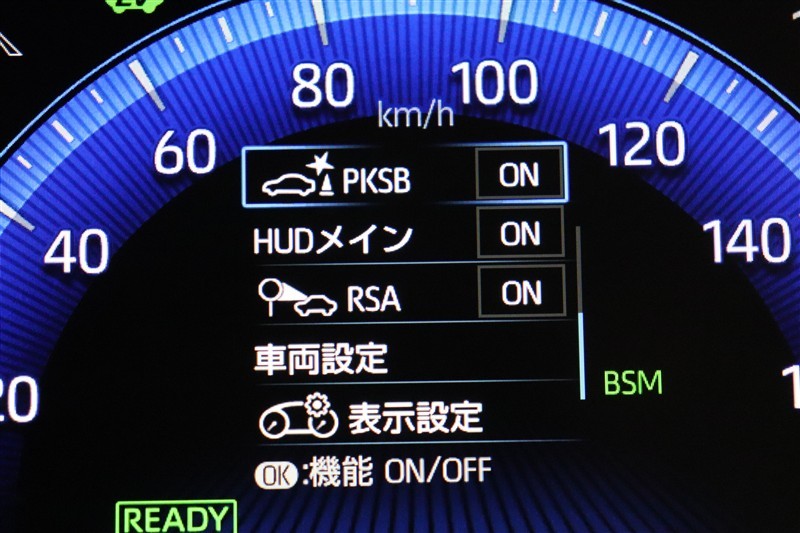 80
100
km/h
60
120
PKSB ON
HUDメイン ON
40
140
RSA ON
車両設定
BSM
表示設定
OK:機能 ON/OFF
READY